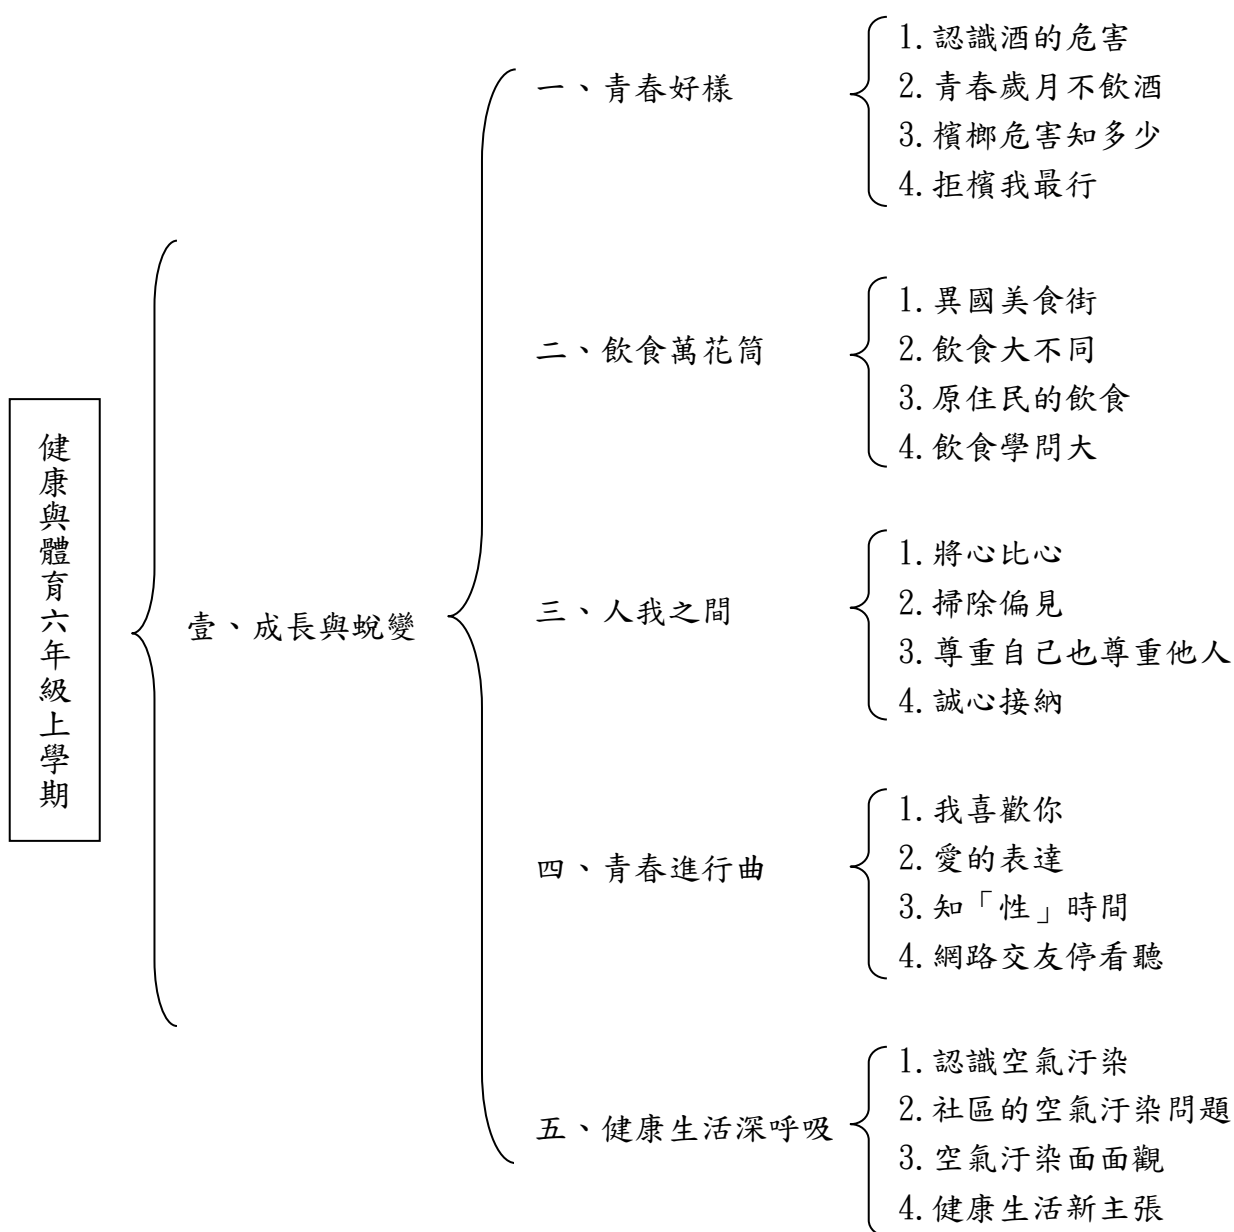 健康與體育六年級上學期
壹、成長與蛻變
一、青春好樣
1.認識酒的危害
2.青春歲月不飲酒
3.檳榔危害知多少
4.拒檳我最行
二、飲食萬花筒
1.異國美食街
2.飲食大不同
3.原住民的飲食
4.飲食學問大
三、人我之間
1.將心比心
2.掃除偏見
3.尊重自己也尊重他人
4.誠心接納
四、青春進行曲
1.我喜歡你
2.愛的表達
3.知「性」時間
4.網路交友停看聽
五、健康生活深呼吸
1.認識空氣汙染
2.社區的空氣汙染問題
3.空氣汙染面面觀
4.健康生活新主張